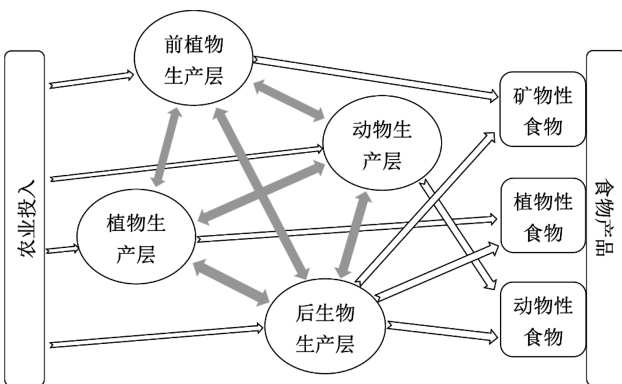 农业投入
前植物
生产层
动物生
产层
植物生
产层
后生物
生产层
矿物性
食物
植物性
食物
动物性
食物
食物产品